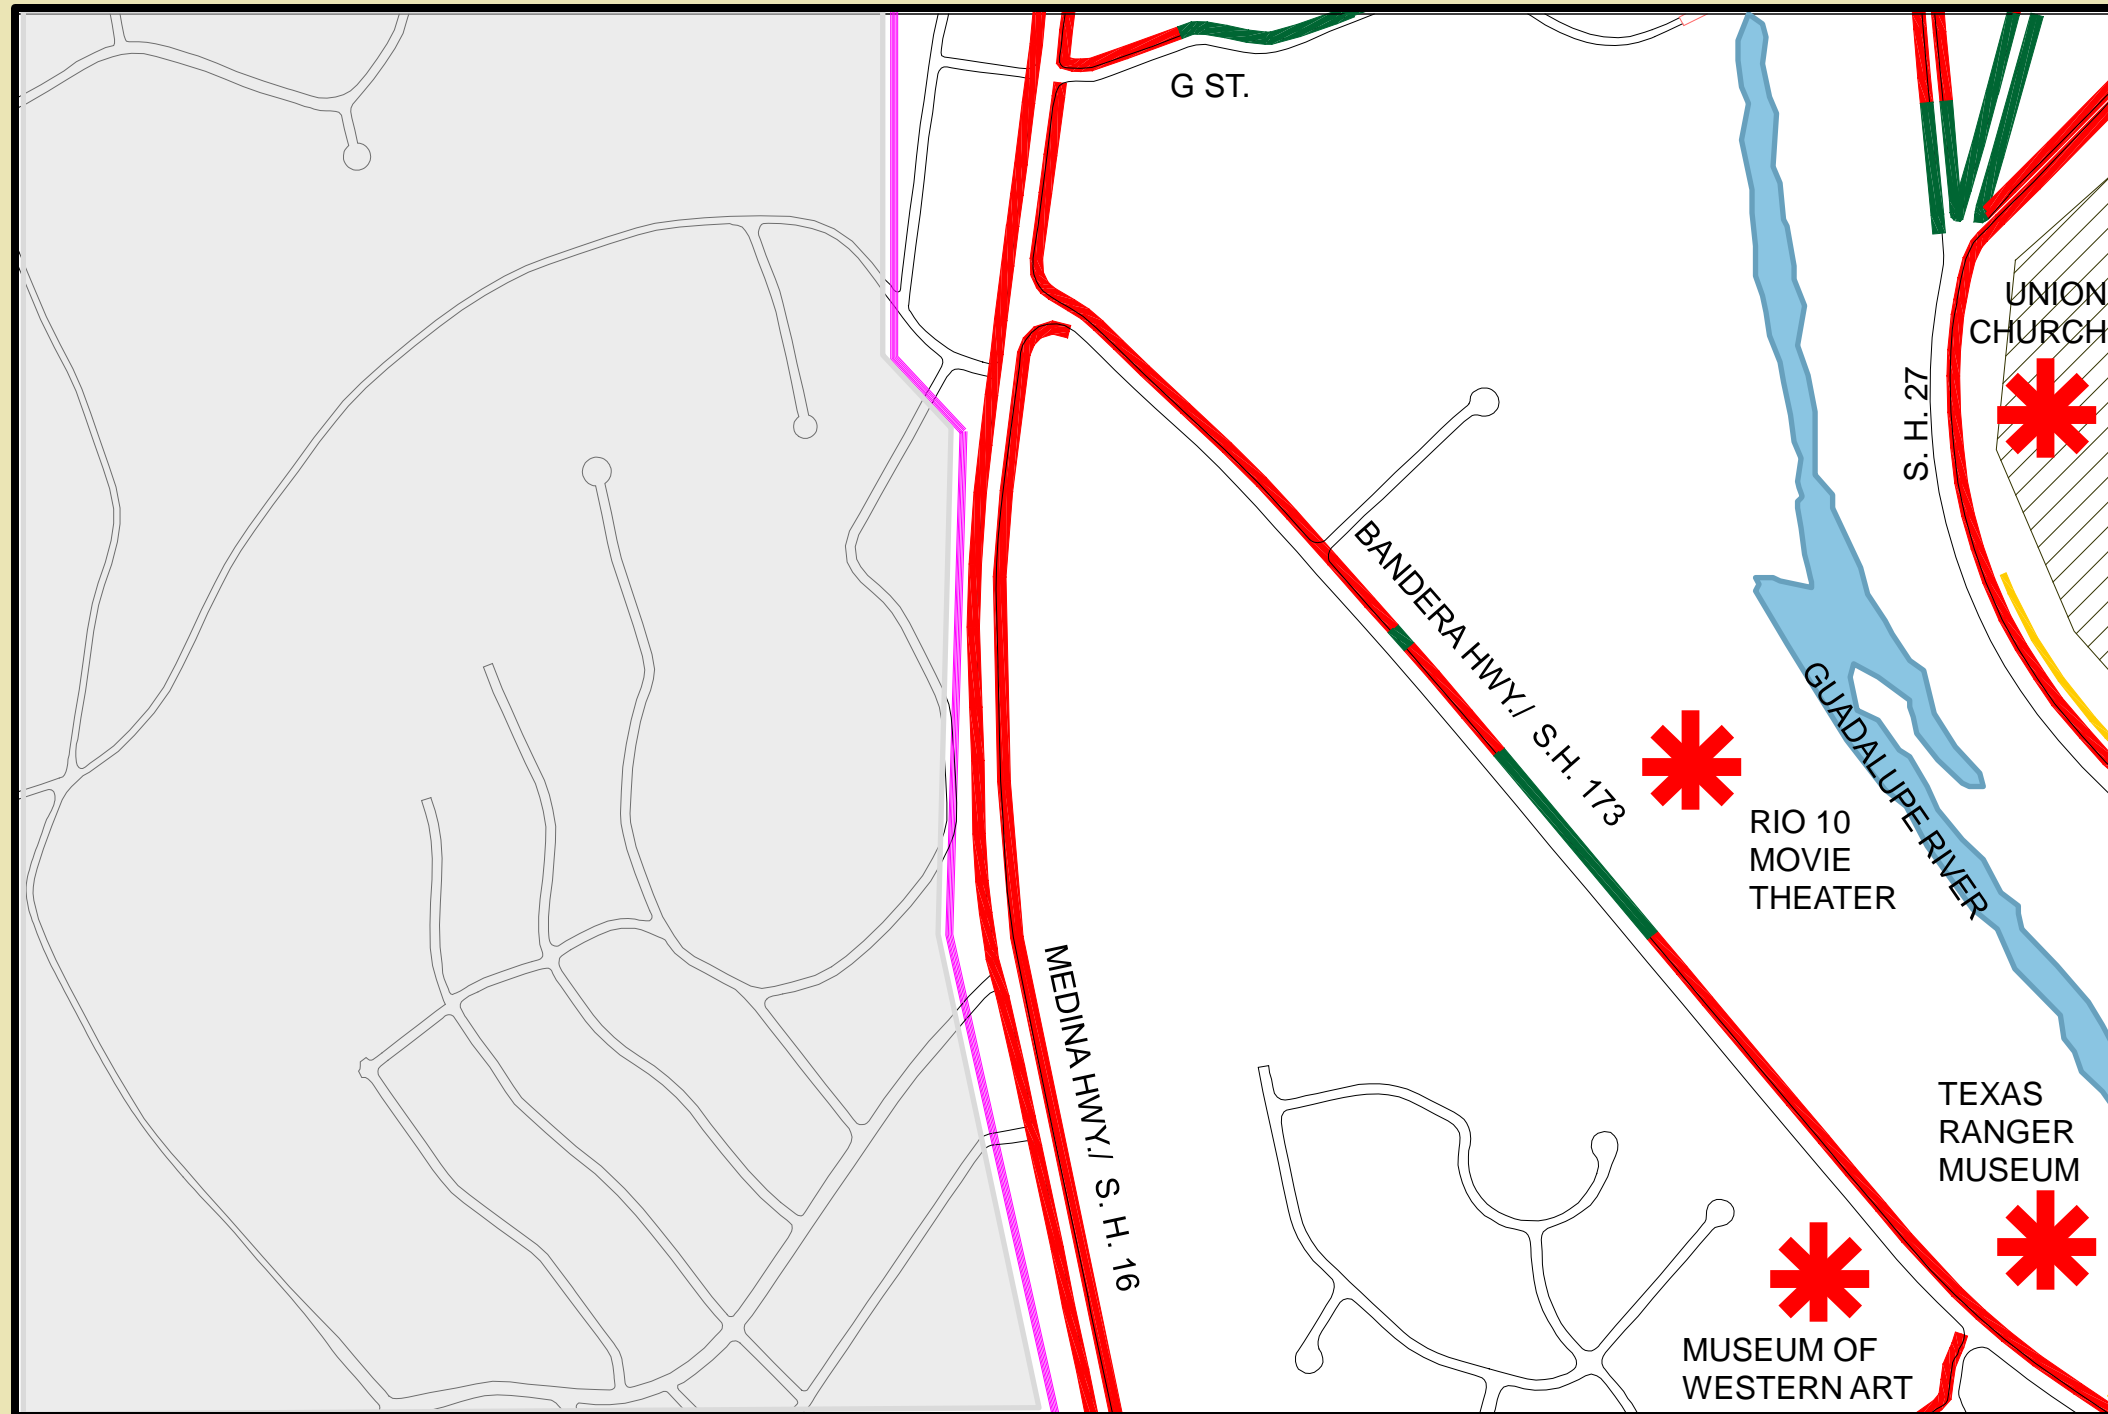 G ST.
UNION
CHURCH
S. H. 27
BANDERA HWY./ S.H. 173
GUADALUPE RIVER
RIO 10
MOVIE
THEATER
MEDINA HWY./ S. H. 16
TEXAS
RANGER
MUSEUM
MUSEUM OF
WESTERN ART